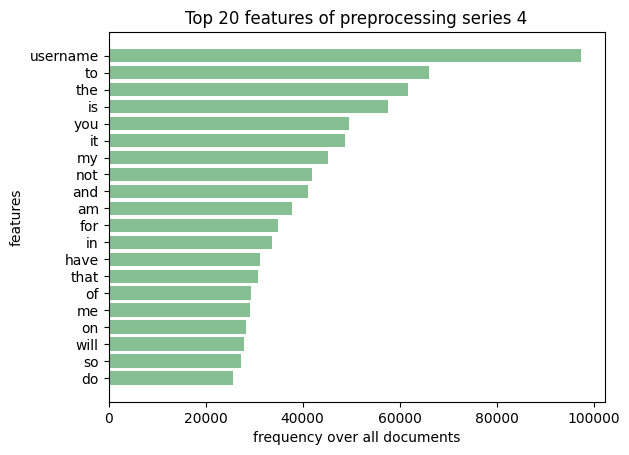 Top 20 features of preprocessing series 4
username
to
the
is
you
it
my
not
and
am
for
in
have
that
of
me
on
will
so
do
features
0 20000 40000 60000 80000 100000
frequency over all documents